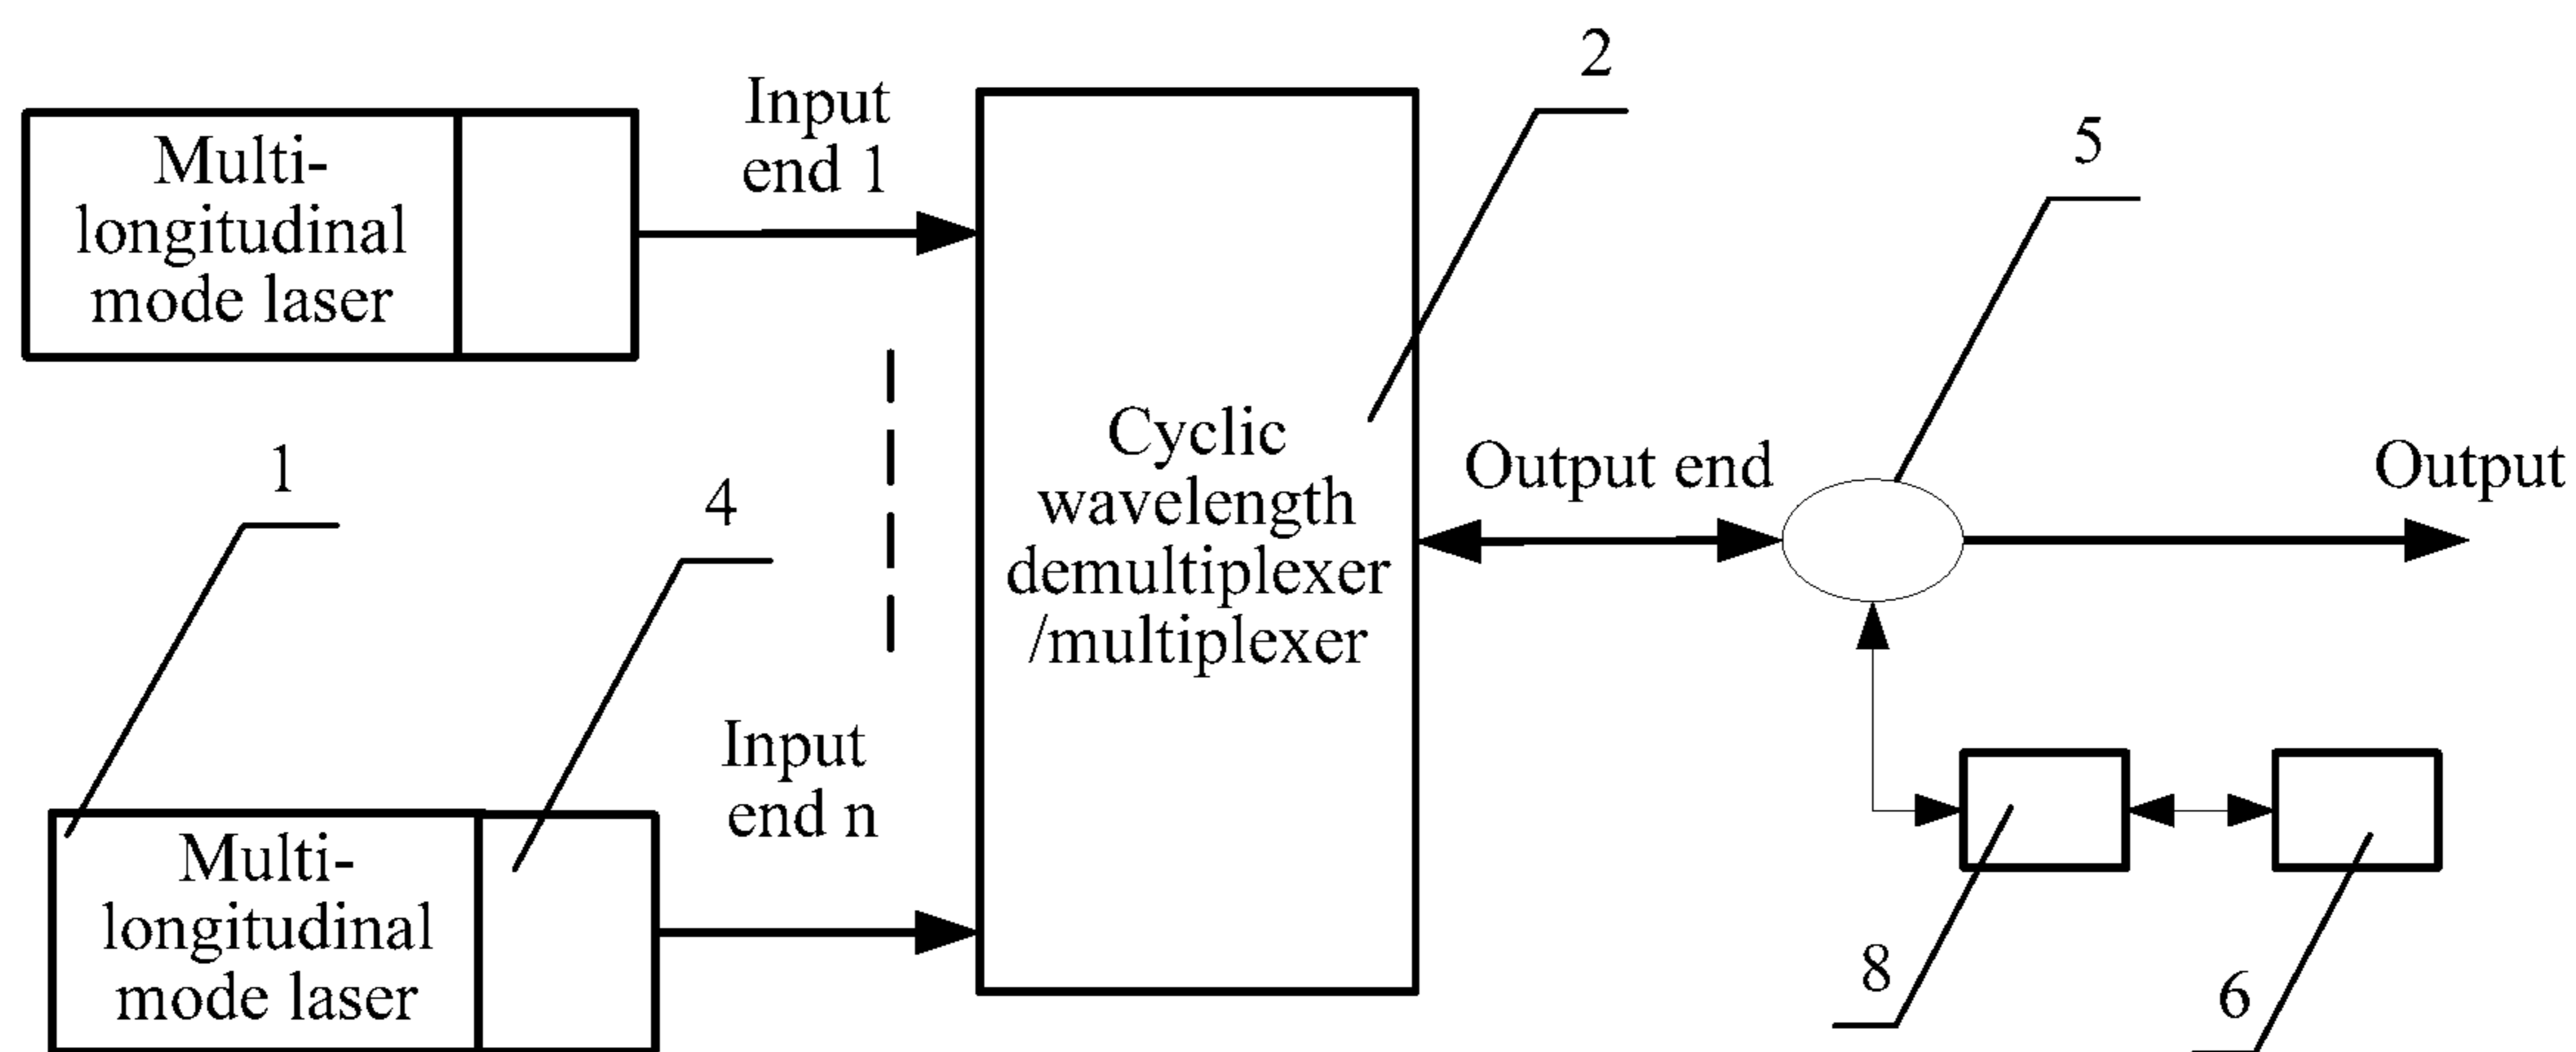 2
Input
end 1
5
Multi-
longitudinal
mode laser
Cyclic
wavelength
demultiplexer
/multiplexer
Output end
Output
1
4
Input
end n
Multi-
longitudinal
mode laser
8
6